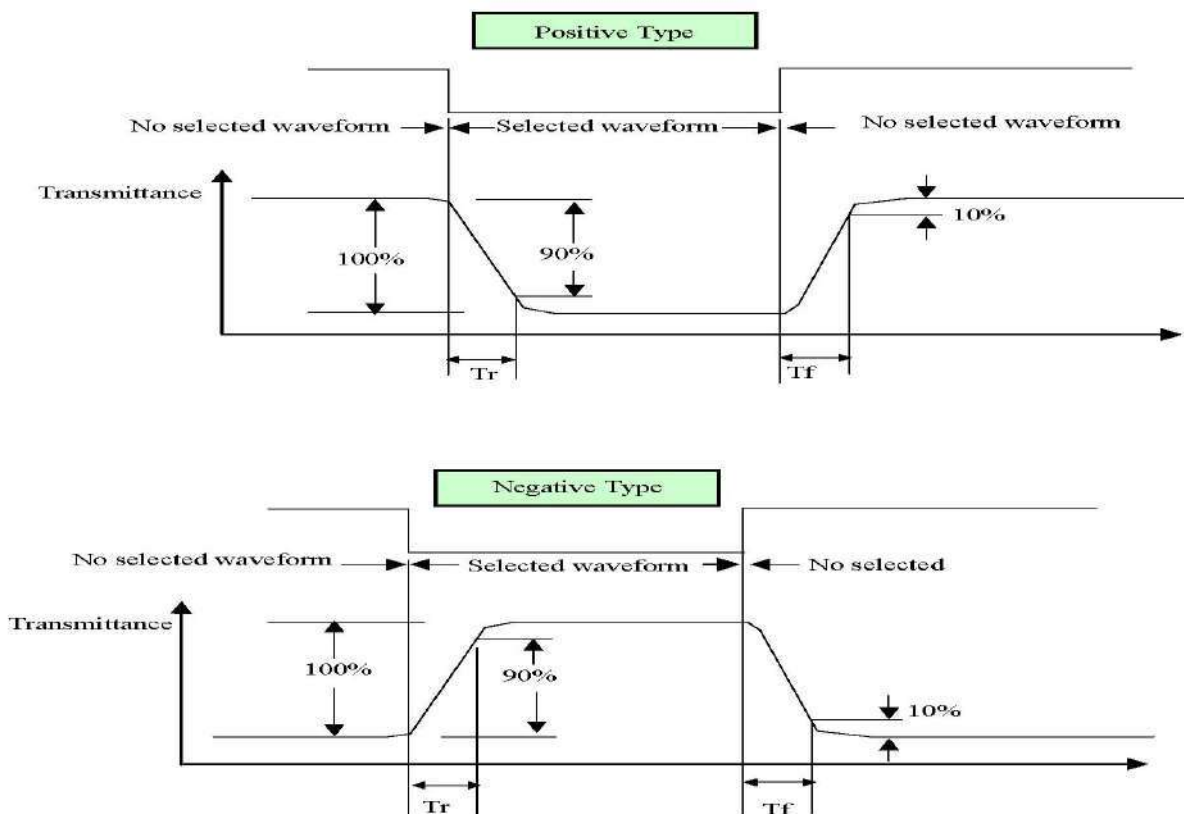 Positive Type
No selected waveform
Selected waveform
No selected waveform
Transmittance
100%
90%
10%
Tr
Tf
Negative Type
No selected waveform
Selected waveform
No selected
Transmittance
100%
90%
10%
Tr
Tf